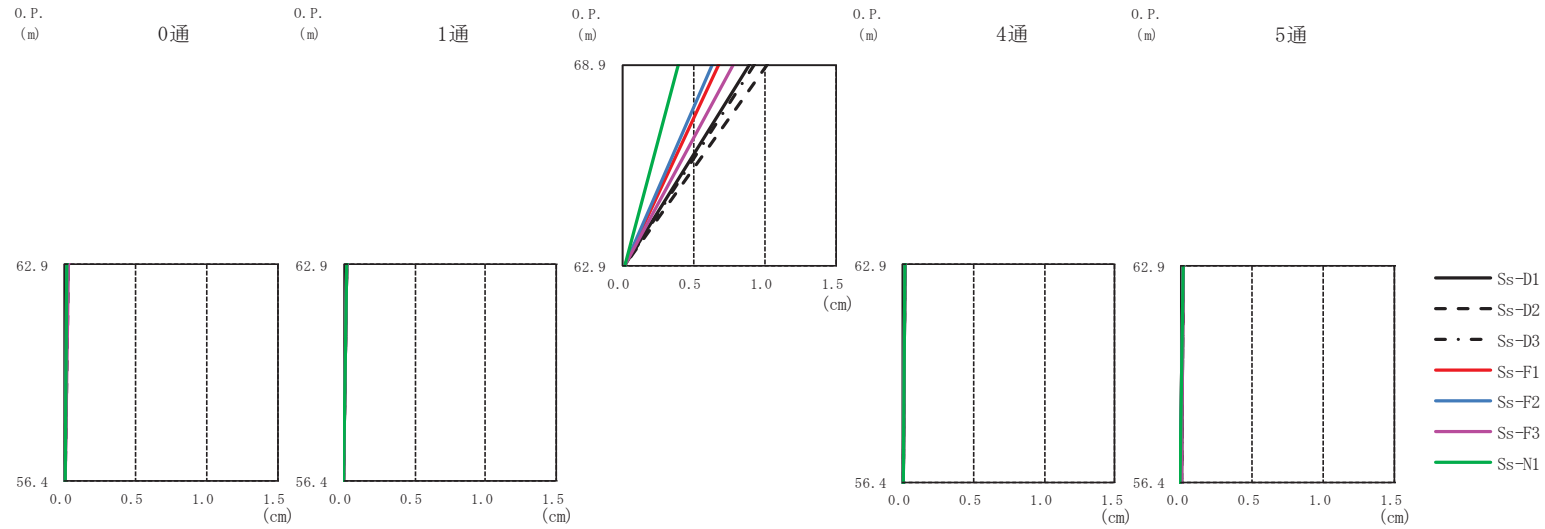 O.P.
(m)
0通
62.9
56.4
0.0 0.5 1.0 1.5
(cm)
O.P.
(m)
1通
62.9
56.4
0.0 0.5 1.0 1.5
(cm)
O.P.
(m)
68.9
62.9
0.0 0.5 1.0 1.5
(cm)
O.P.
(m)
4通
62.9
56.4
0.0 0.5 1.0 1.5
(cm)
O.P.
(m)
5通
62.9
56.4
0.0 0.5 1.0 1.5
(cm)
Ss-D1
Ss-D2
Ss-D3
Ss-F1
Ss-F2
Ss-F3
Ss-N1